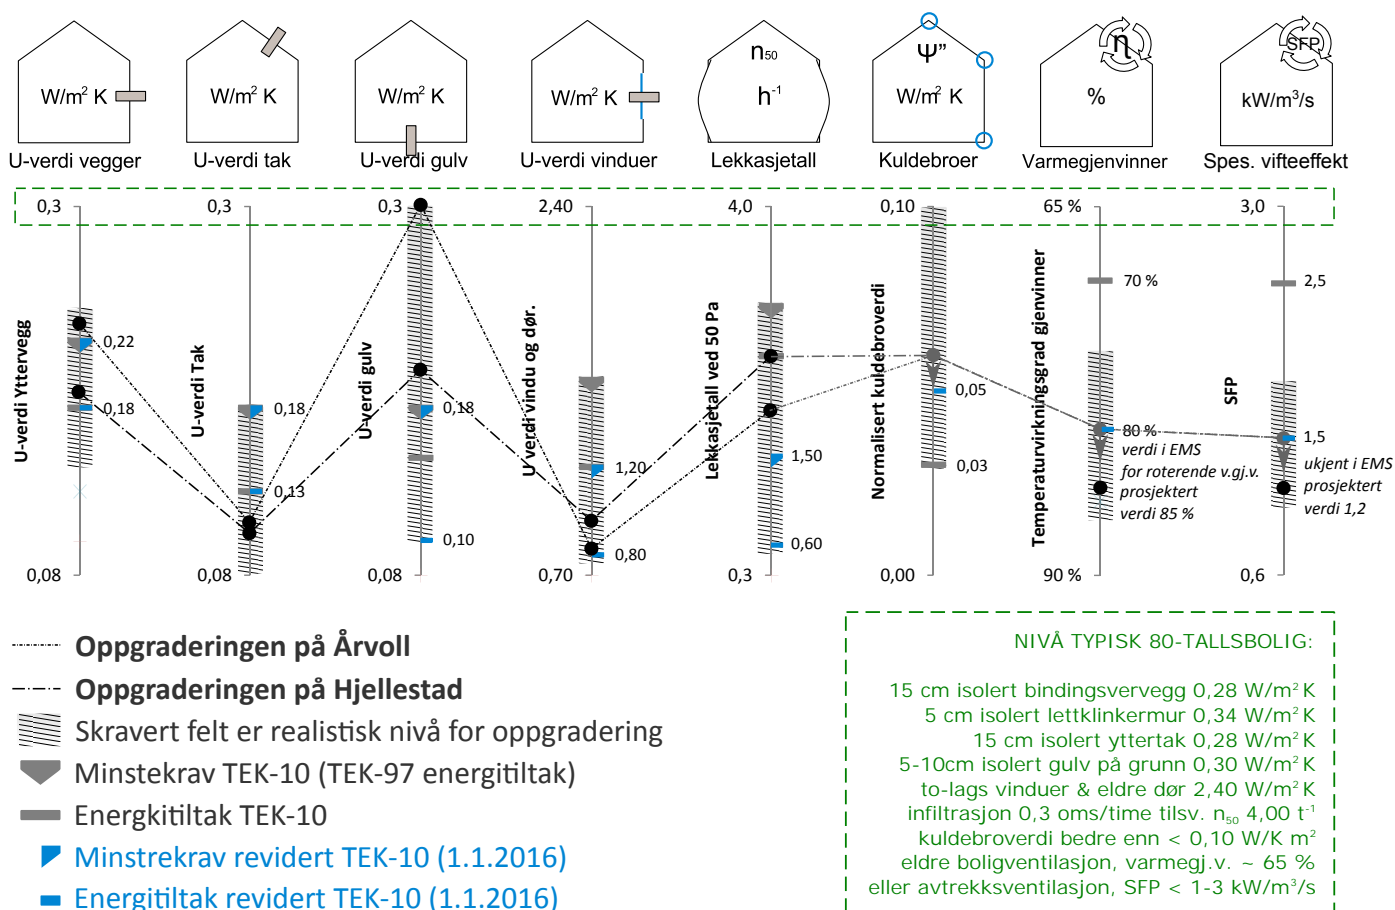 n50
Ψ”
η
SFP
W/m² K
W/m² K
W/m² K
W/m² K
h⁻¹
W/m² K
%
kW/m³/s
U-verdi vegger
U-verdi tak
U-verdi gulv
U-verdi vinduer
Lekkasjetall
Kuldebroer
Varmegjenvinner
Spes. vifteeffekt
0,3
0,3
0,3
2,40
4,0
0,10
65 %
3,0
U-verdi Yttervegg
0,22
0,18
0,08
U-verdi Tak
0,18
0,13
0,08
U-verdi gulv
0,18
0,10
0,08
U verdi vindu og dør.
1,20
0,80
0,70
Lekkasjetall ved 50 Pa
1,50
0,60
0,3
Normalisert kuldebroverdi
0,05
0,03
0,00
Temperaturvirkningsgrad gjenvinner
70 %
80 %
verdi i EMS
for roterende v.gj.v.
prosjektert
verdi 85 %
90 %
SFP
2,5
1,5
ukjent i EMS
prosjektert
verdi 1,2
0,6
Oppgraderingen på Årvoll
Oppgraderingen på Hjellestad
Skravert felt er realistisk nivå for oppgradering
Minstekrav TEK-10 (TEK-97 energitiltak)
Energkitiltak TEK-10
Minstrekrav revidert TEK-10 (1.1.2016)
Energitiltak revidert TEK-10 (1.1.2016)
NIVÅ TYPISK 80-TALLSBOLIG:
15 cm isolert bindingsvervegg 0,28 W/m² K
5 cm isolert lettklinkermur 0,34 W/m² K
15 cm isolert yttertak 0,28 W/m² K
5-10cm isolert gulv på grunn 0,30 W/m² K
to-lags vinduer & eldre dør 2,40 W/m² K
infiltrasjon 0,3 oms/time tilsv. n50 4,00 t⁻¹
kuldebroverdi bedre enn < 0,10 W/K m²
eldre boligventilasjon, varmegj.v. ~ 65 %
eller avtrekksventilasjon, SFP < 1-3 kW/m³/s